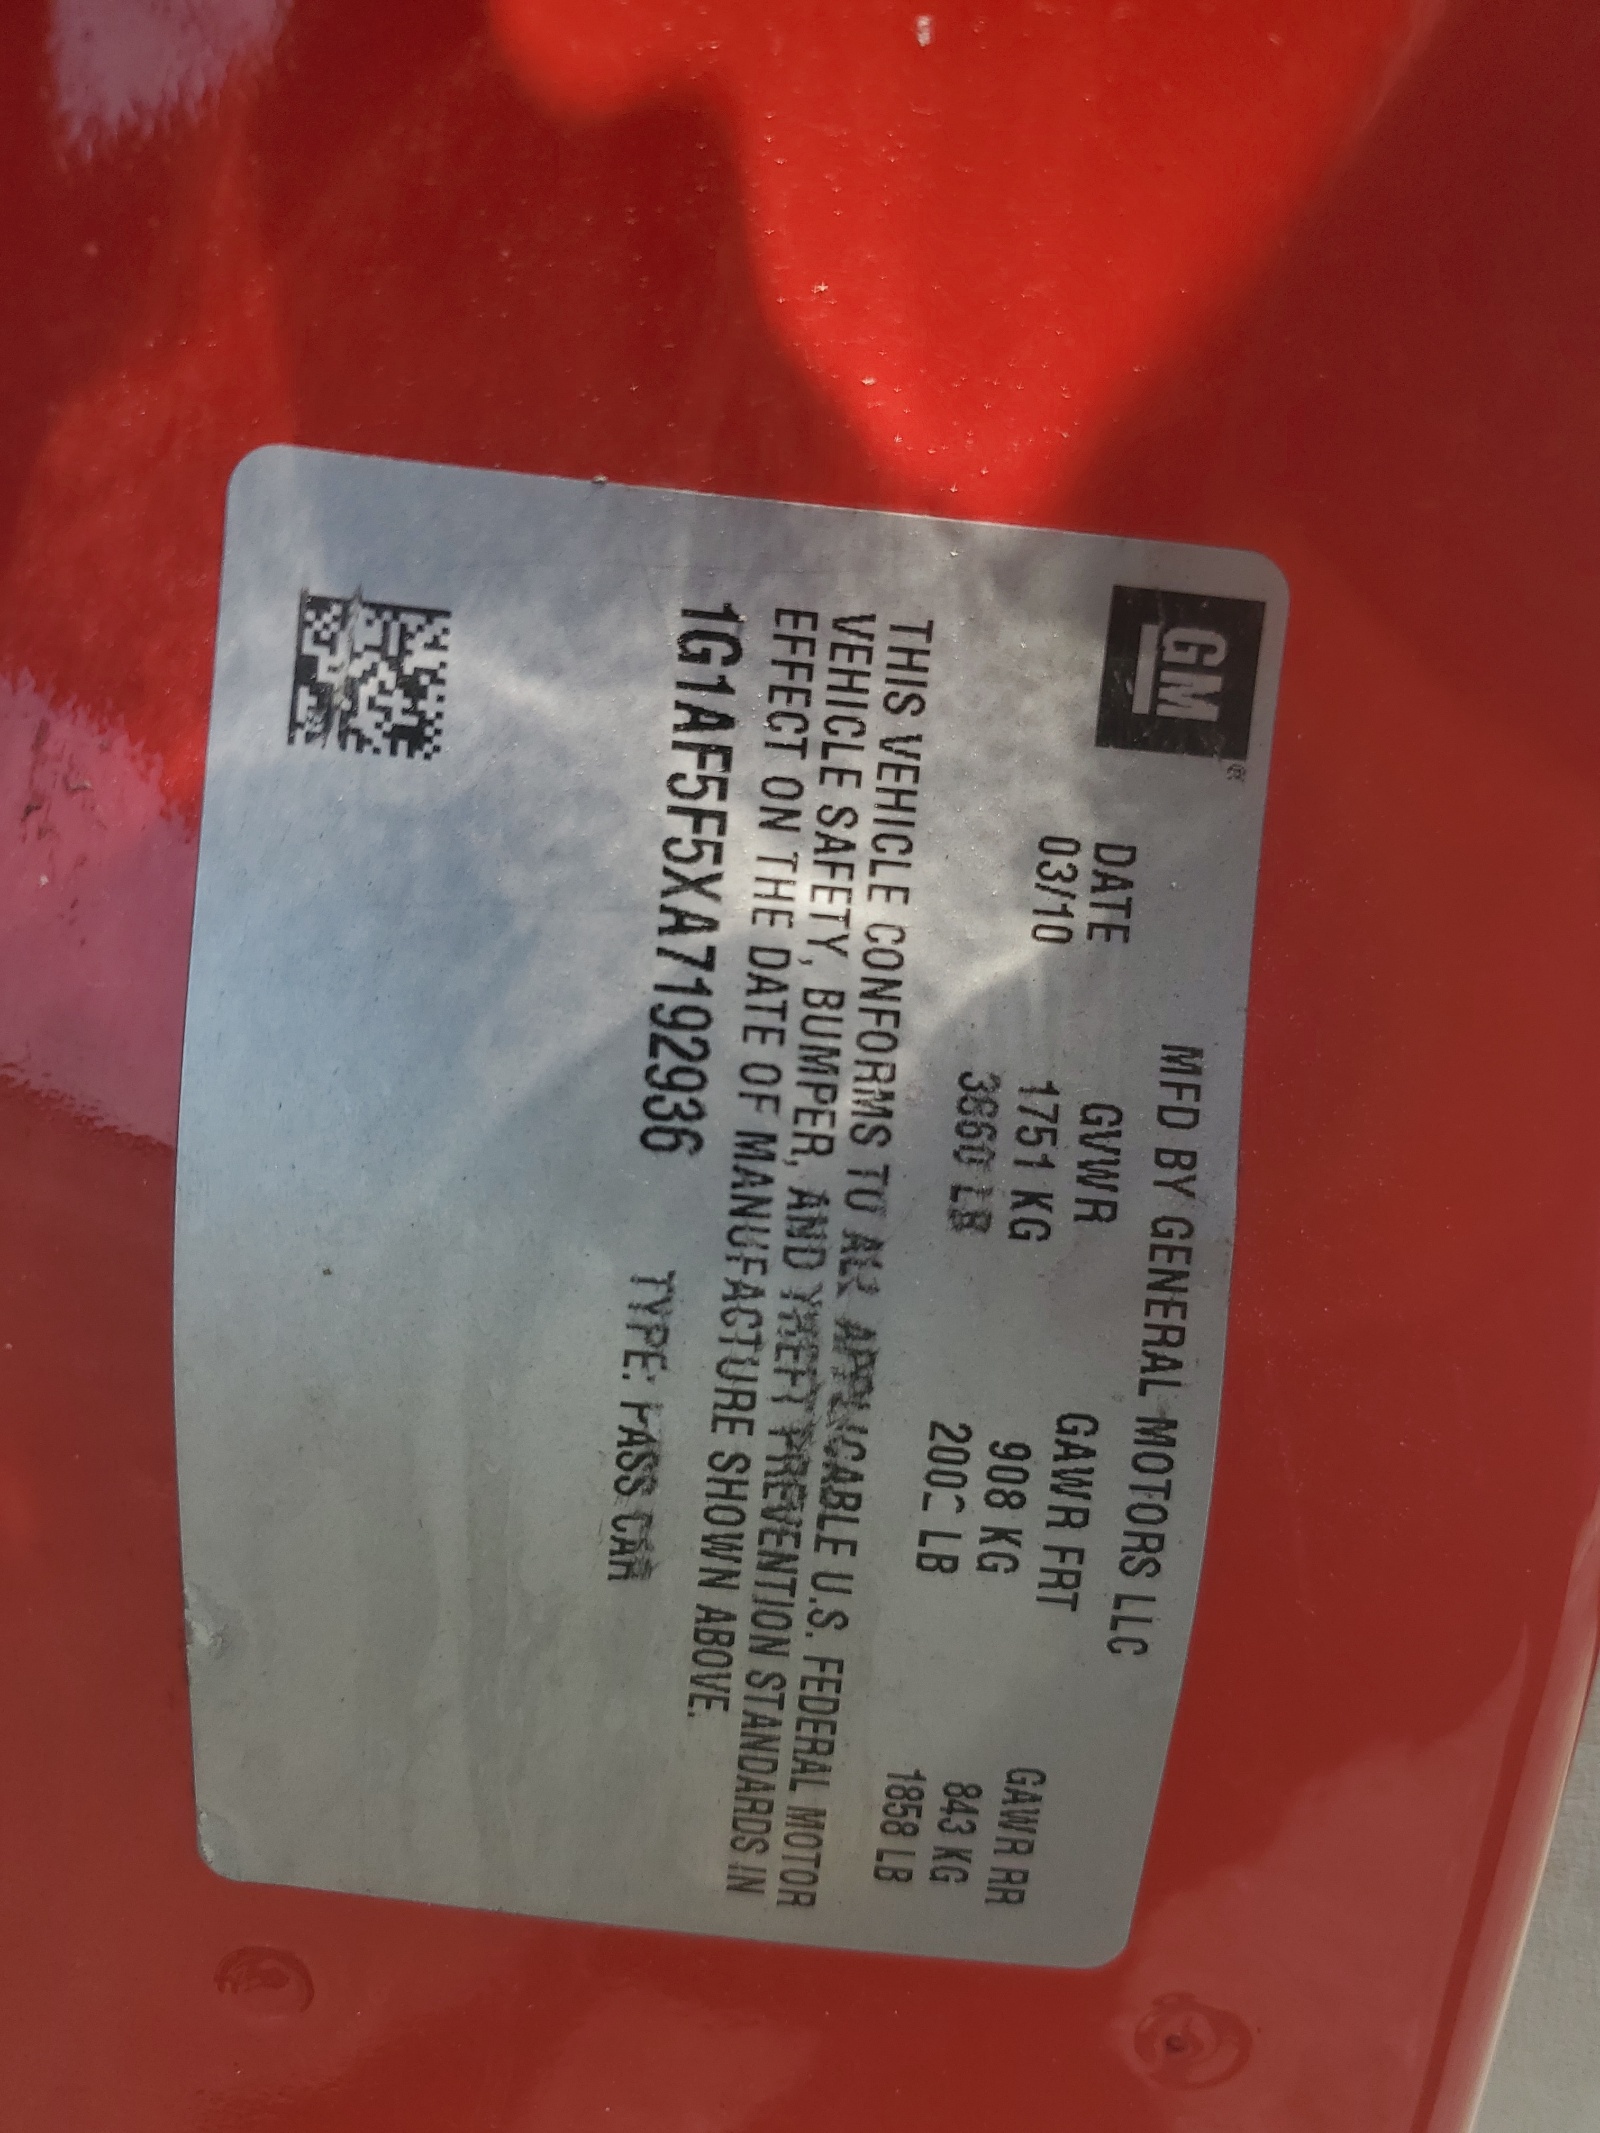 GM®
MFD BY GENERAL MOTORS LLC
DATE GVWR GAWR FRT GAWR RR
03/10 1751 KG 908 KG 843 KG
3860 LB 2002 LB 1858 LB
THIS VEHICLE CONFORMS TO ALL APPLICABLE U.S. FEDERAL MOTOR
VEHICLE SAFETY, BUMPER, AND THEFT PREVENTION STANDARDS IN
EFFECT ON THE DATE OF MANUFACTURE SHOWN ABOVE.
1G1AF5F5XA7192936 TYPE: PASS CAR